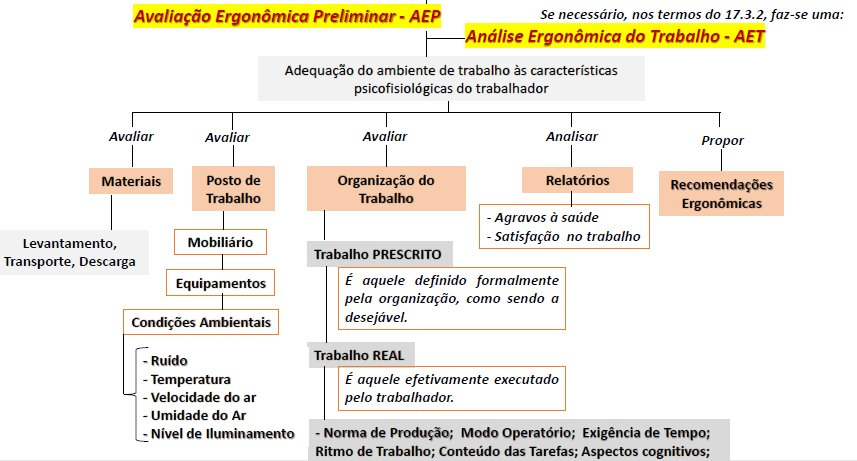 Avaliação Ergonômica Preliminar - AEP
Se necessário, nos termos do 17.3.2, faz-se uma:
Análise Ergonômica do Trabalho - AET
Adequação do ambiente de trabalho às características
psicofisiológicas do trabalhador
Avaliar
Materiais
Levantamento,
Transporte, Descarga
Avaliar
Posto de
Trabalho
Mobiliário
Equipamentos
Condições Ambientais
- Ruído
- Temperatura
- Velocidade do ar
- Umidade do Ar
- Nível de Iluminamento
Avaliar
Organização do
Trabalho
Trabalho PRESCRITO
É aquele definido formalmente
pela organização, como sendo a
desejável.
Trabalho REAL
É aquele efetivamente executado
pelo trabalhador.
- Norma de Produção; Modo Operatório; Exigência de Tempo;
Ritmo de Trabalho; Conteúdo das Tarefas; Aspectos cognitivos;
Analisar
Relatórios
- Agravos à saúde
- Satisfação no trabalho
Propor
Recomendações
Ergonômicas